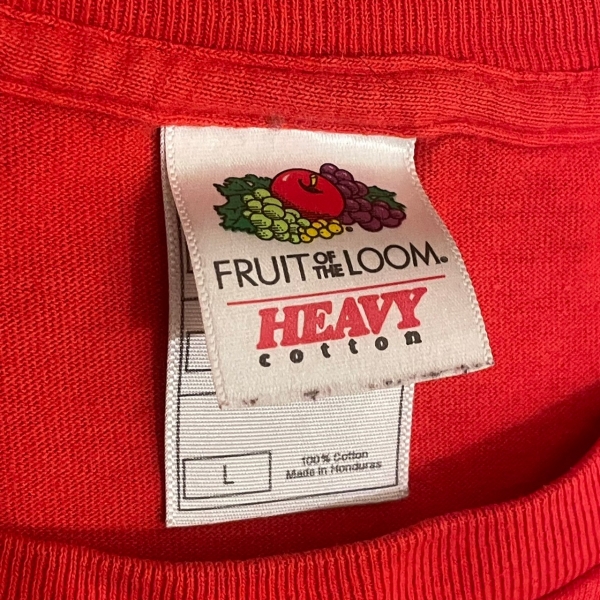 FRUIT OF THE LOOM®
HEAVY
cotton
L
100% Cotton
Made in Honduras